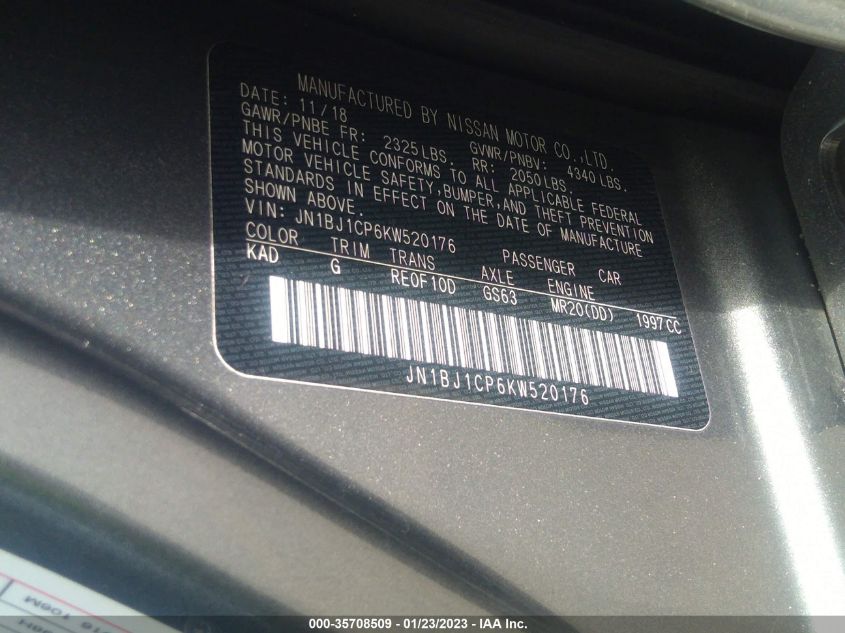 MANUFACTURED BY NISSAN MOTOR CO.,LTD.
DATE: 11/18 GVWR/PNBV: 4340 LBS.
GAWR/PNBE FR: 2325 LBS. RR: 2050 LBS.
THIS VEHICLE CONFORMS TO ALL APPLICABLE FEDERAL
MOTOR VEHICLE SAFETY,BUMPER,AND THEFT PREVENTION
STANDARDS IN EFFECT ON THE DATE OF MANUFACTURE
SHOWN ABOVE.
VIN: JN1BJ1CP6KW520176 PASSENGER CAR
COLOR TRIM TRANS AXLE ENGINE
KAD G RE0F10D GS63 MR20(DD) 1997CC
JN1BJ1CP6KW520176
000-35708509 - 01/23/2023 - © IAA, Inc.